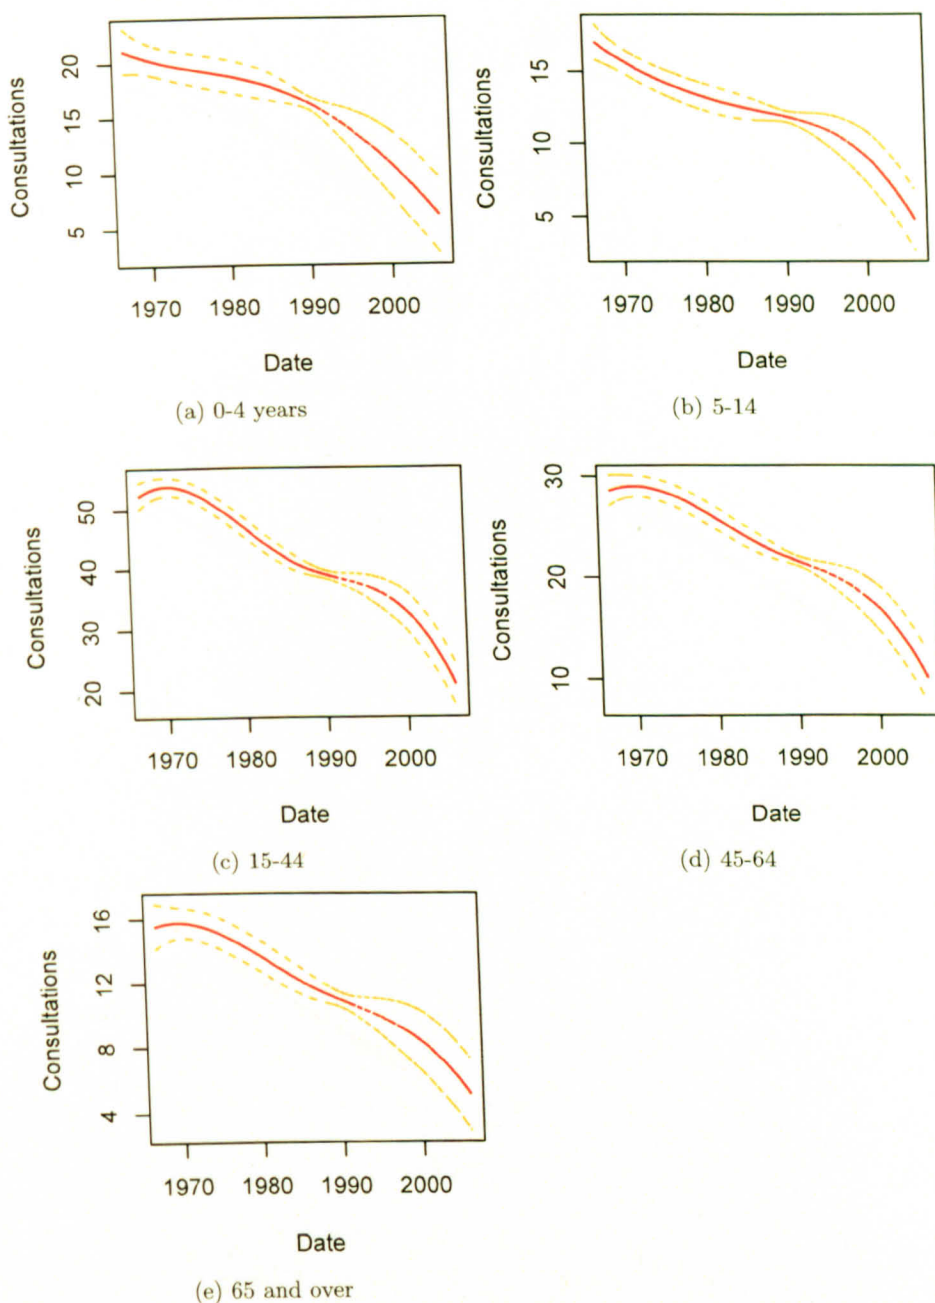 Consultations
20
15
10
5
1970 1980 1990 2000
Date
(a) 0-4 years
Consultations
15
10
5
1970 1980 1990 2000
Date
(b) 5-14
Consultations
50
40
30
20
1970 1980 1990 2000
Date
(c) 15-44
Consultations
30
20
10
1970 1980 1990 2000
Date
(d) 45-64
Consultations
16
12
8
4
1970 1980 1990 2000
Date
(e) 65 and over